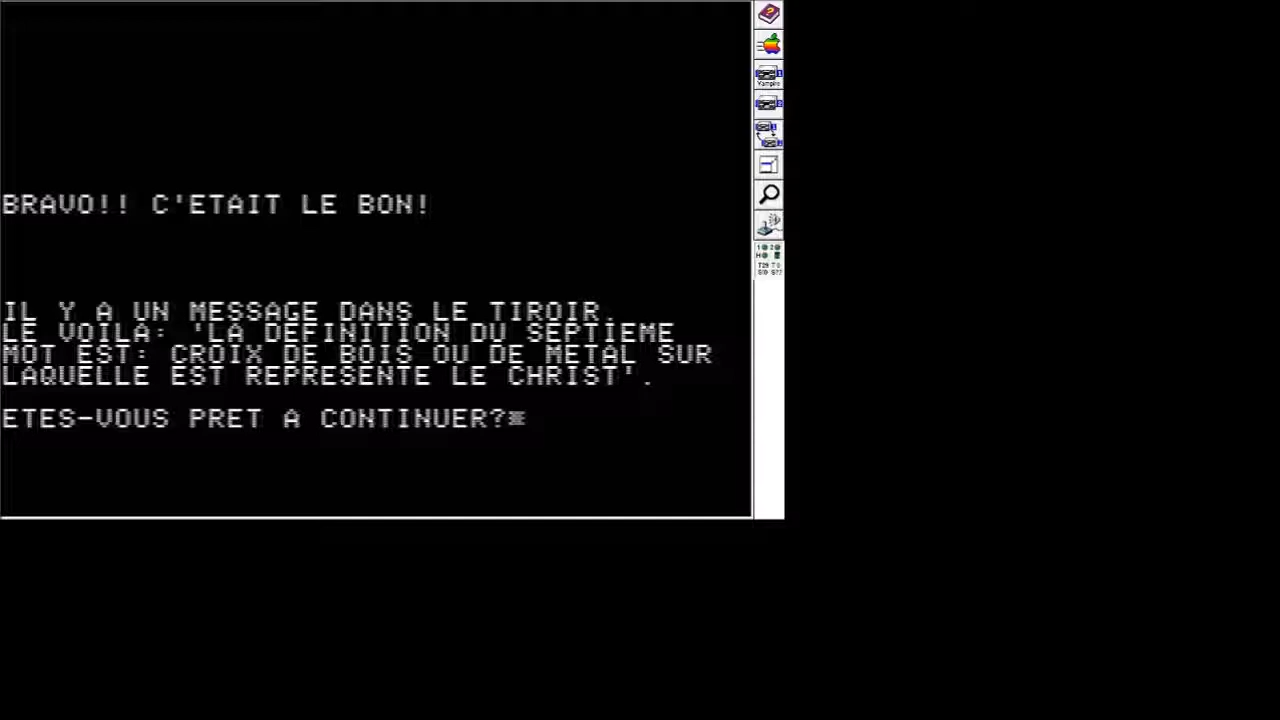 BRAVO!! C'ETAIT LE BON!
IL Y A UN MESSAGE DANS LE TIROIR.
LE VOILA: 'LA DEFINITION DU SEPTIEME
MOT EST: CROIX DE BOIS OU DE METAL SUR
LAQUELLE EST REPRESENTE LE CHRIST'.
ETES-VOUS PRET A CONTINUER?
Vampire